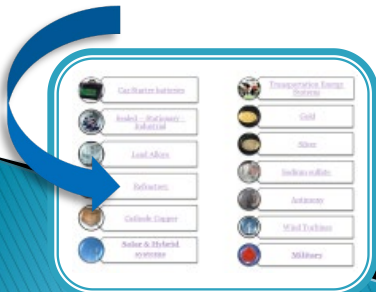 Car Starter batteries
Sealed - Stationary -
Industrial
Lead Alloys
Refractory
Cathode Copper
Solar & Hybrid
systems
Transportation Energy
Systems
Gold
Silver
Sodium sulfate
Antimony
Wind Turbines
Military